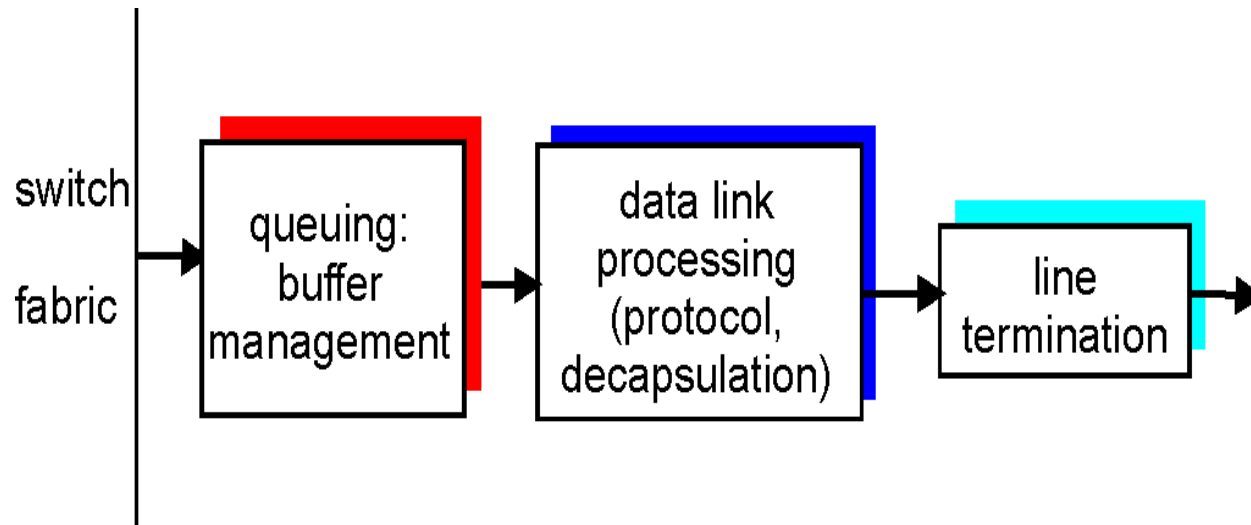 switch
fabric
queuing:
buffer
management
data link
processing
(protocol,
decapsulation)
line
termination